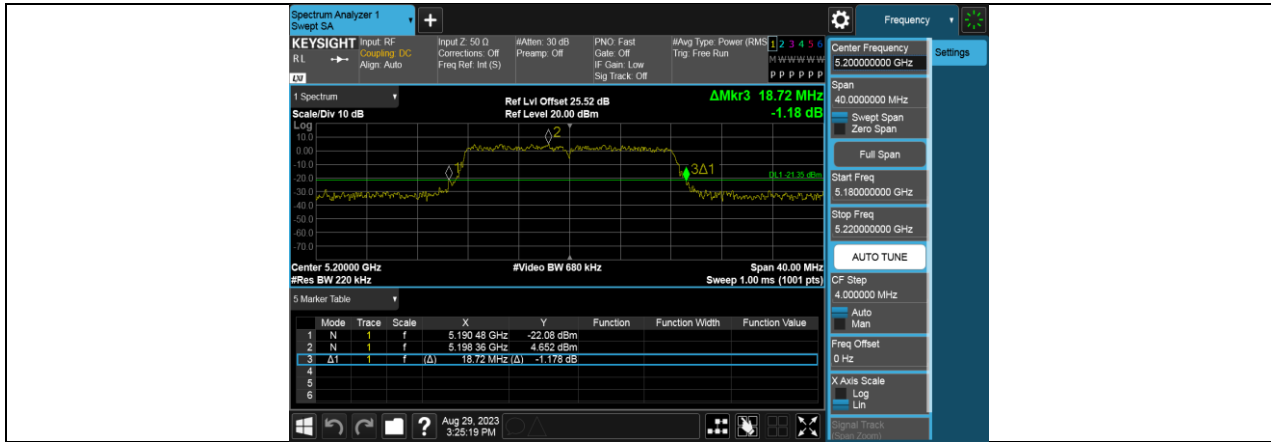 Spectrum Analyzer 1
Swept SA
+
Frequency
KEYSIGHT
RL
LXI
Input: RF
Coupling: DC
Align: Auto
Input Z: 50 Ω
Corrections: Off
Freq Ref: Int (S)
#Atten: 30 dB
Preamp: Off
PNO: Fast
Gate: Off
IF Gain: Low
Sig Track: Off
#Avg Type: Power (RMS
Trig: Free Run
1 2 3 4 5 6
M W W W W W
P P P P P P
1 Spectrum
Scale/Div 10 dB
Ref Lvl Offset 25.52 dB
Ref Level 20.00 dBm
ΔMkr3 18.72 MHz
-1.18 dB
Log
10.0
0.00
-10.0
-20.0
-30.0
-40.0
-50.0
-60.0
-70.0
1
2
3Δ1
DL1 -21.35 dBm
Center 5.20000 GHz
#Res BW 220 kHz
#Video BW 680 kHz
Span 40.00 MHz
Sweep 1.00 ms (1001 pts)
5 Marker Table
Mode Trace Scale X Y Function Function Width Function Value
1 N 1 f 5.190 48 GHz -22.08 dBm
2 N 1 f 5.198 36 GHz 4.652 dBm
3 Δ1 1 f (Δ) 18.72 MHz (Δ) -1.178 dB
4
5
6
?
Aug 29, 2023
3:25:19 PM
Center Frequency
5.200000000 GHz
Span
40.0000000 MHz
Swept Span
Zero Span
Full Span
Start Freq
5.180000000 GHz
Stop Freq
5.220000000 GHz
AUTO TUNE
CF Step
4.000000 MHz
Auto
Man
Freq Offset
0 Hz
X Axis Scale
Log
Lin
Signal Track
(Span Zoom)
Settings